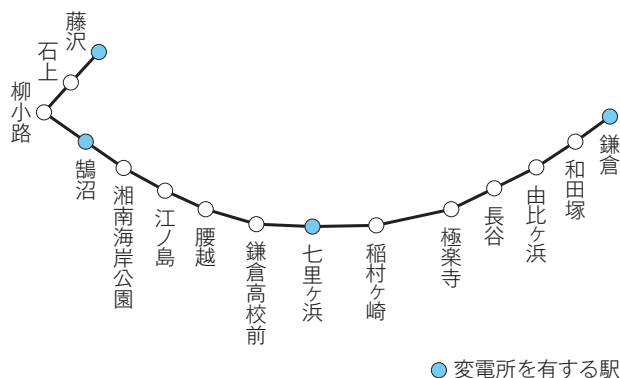 藤沢
石上
柳小路
鵠沼
湘南海岸公園
江ノ島
腰越
鎌倉高校前
七里ヶ浜
稲村ヶ崎
極楽寺
長谷
由比ヶ浜
和田塚
鎌倉
変電所を有する駅